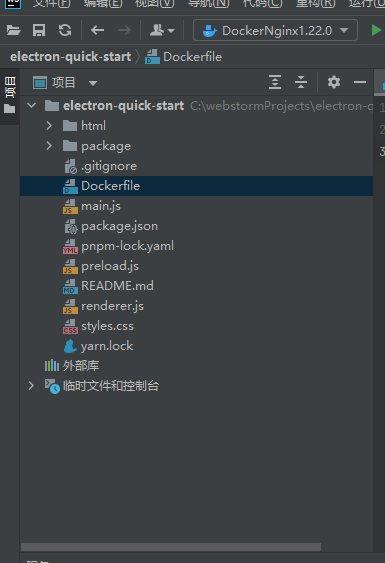 文件(F) 编辑(E) 视图(V) 导航(N) 代码(C) 重构(R) 运行(U)
DockerNginx1.22.0
electron-quick-start Dockerfile
项目
项目
electron-quick-start C:\webstormProjects\electron-q
html
package
.gitignore
Dockerfile
main.js
package.json
pnpm-lock.yaml
preload.js
README.md
renderer.js
styles.css
yarn.lock
外部库
临时文件和控制台
1
2
3